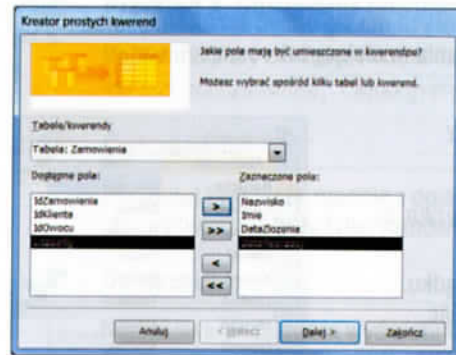 Kreator prostych kwerend
Jakie pola mają być umieszczone w kwerendzie?
Możesz wybrać spośród kilku tabel lub kwerend.
Tabele/kwerendy
Tabela: Zamowienia
Dostępne pola:
Zaznaczone pola:
IdZamowienia
IdKlienta
IdOwocu
Nazwisko
Imie
DataZlozenia
>
>>
<
<<
Anuluj
< Wstecz
Dalej >
Zakończ